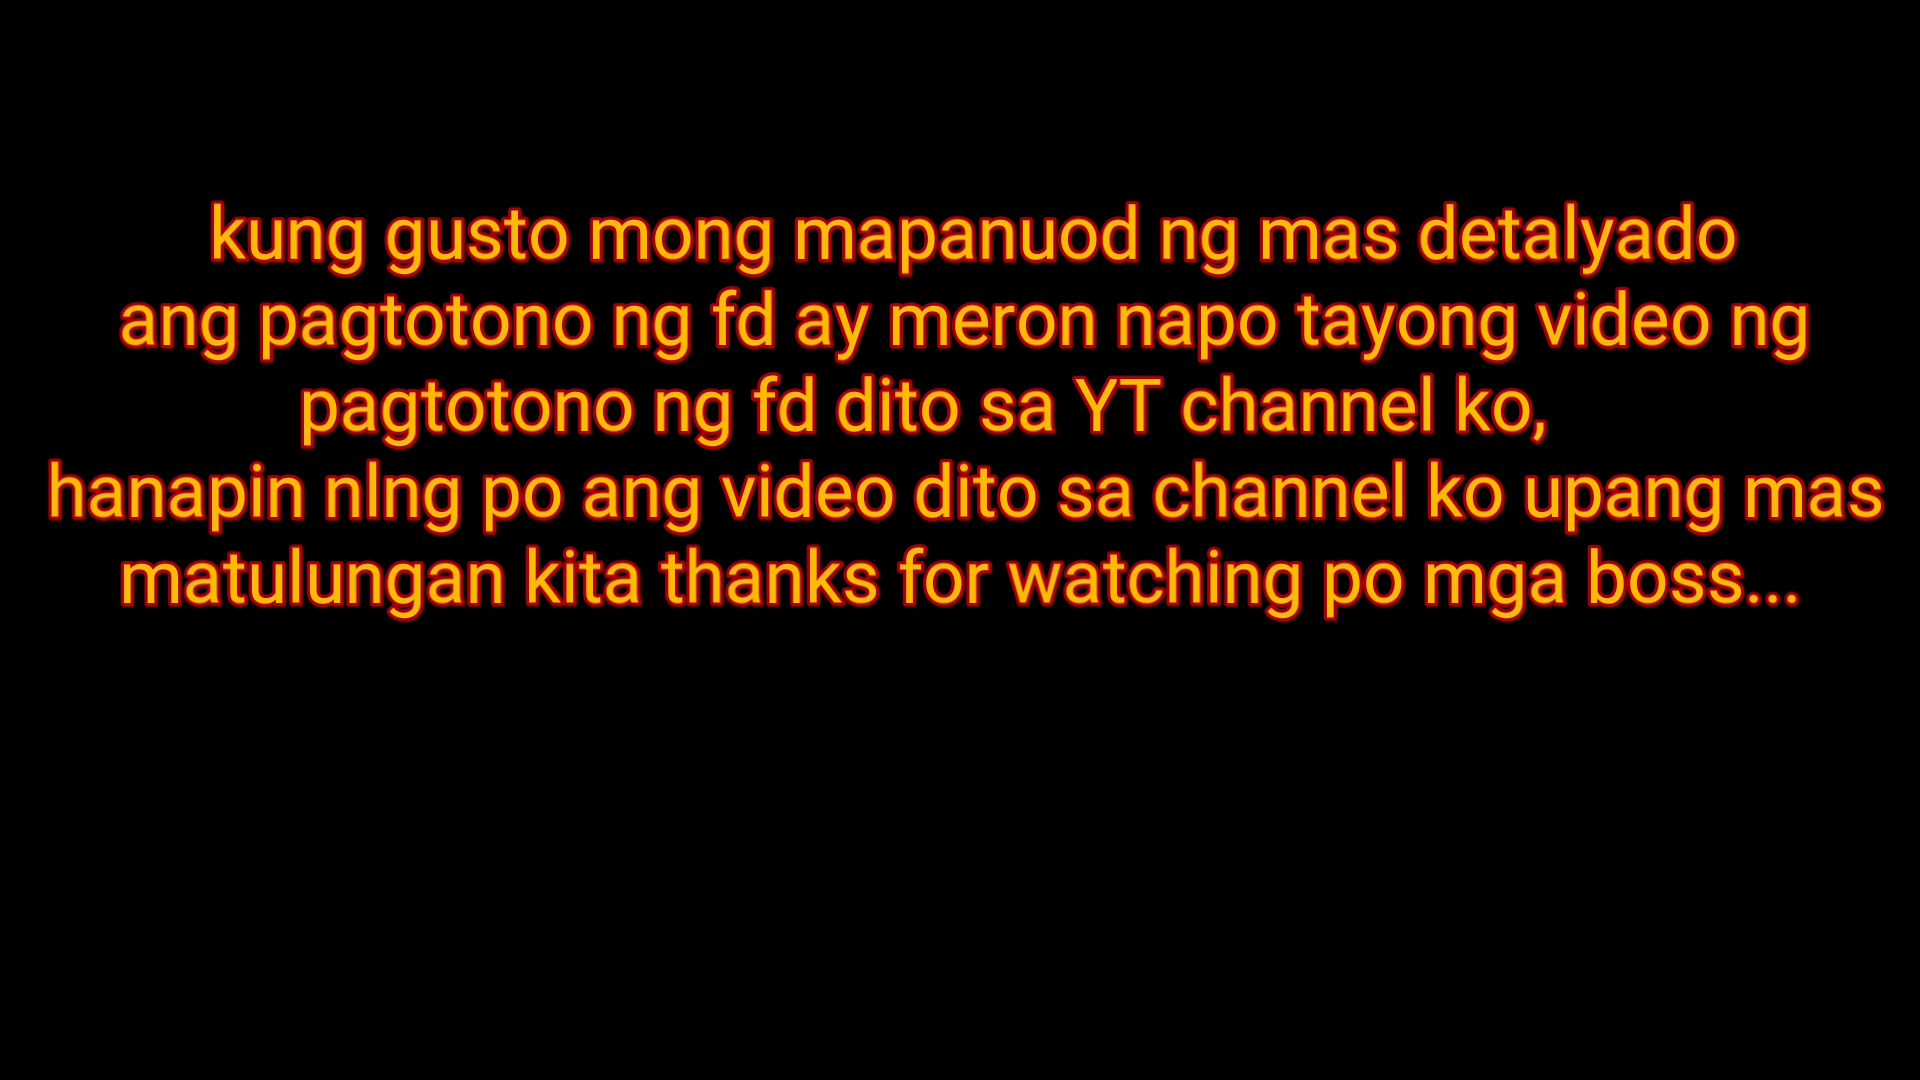 kung gusto mong mapanuod ng mas detalyado
ang pagtotono ng fd ay meron napo tayong video ng
pagtotono ng fd dito sa YT channel ko,
hanapin nlng po ang video dito sa channel ko upang mas
matulungan kita thanks for watching po mga boss...